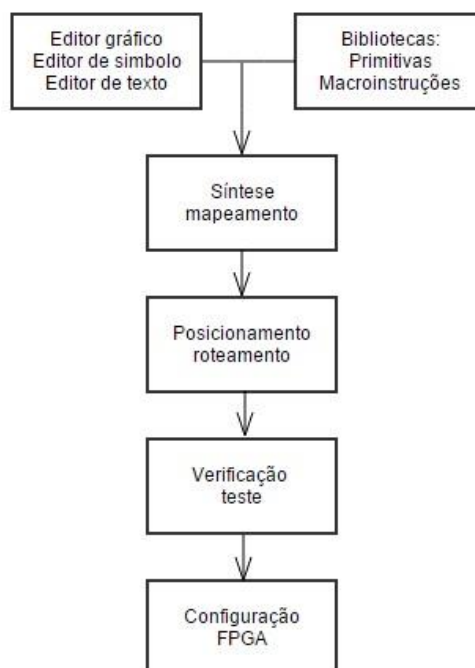 Editor gráfico
Editor de simbolo
Editor de texto
Bibliotecas:
Primitivas
Macroinstruções
Síntese
mapeamento
Posicionamento
roteamento
Verificação
teste
Configuração
FPGA